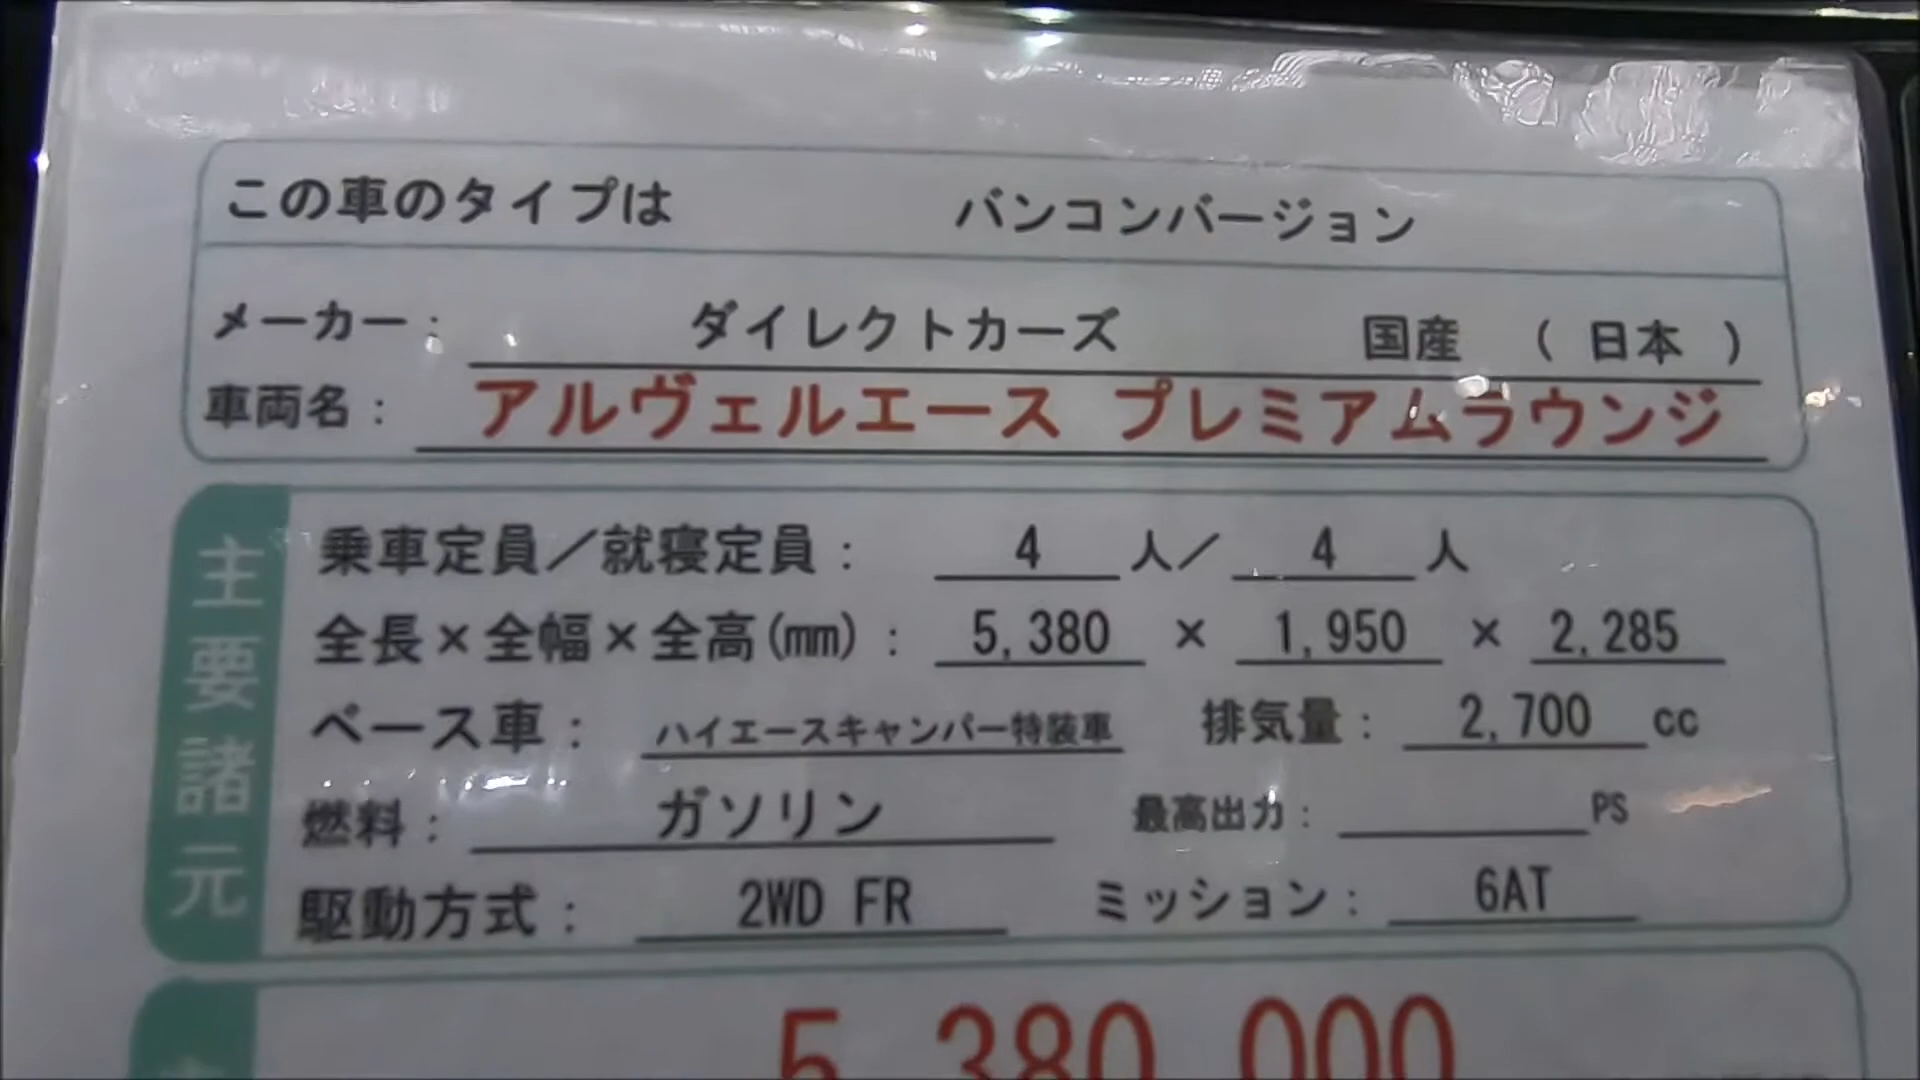 この車のタイプは バンコンバージョン
メーカー： ダイレクトカーズ 国産 （ 日本 ）
車両名： アルヴェルエース プレミアムラウンジ
主要諸元
乗車定員／就寝定員： 4 人／ 4 人
全長×全幅×全高(mm)： 5,380 × 1,950 × 2,285
ベース車： ハイエースキャンパー特装車 排気量： 2,700 cc
燃料： ガソリン 最高出力： PS
駆動方式： 2WD FR ミッション： 6AT
5,380,000